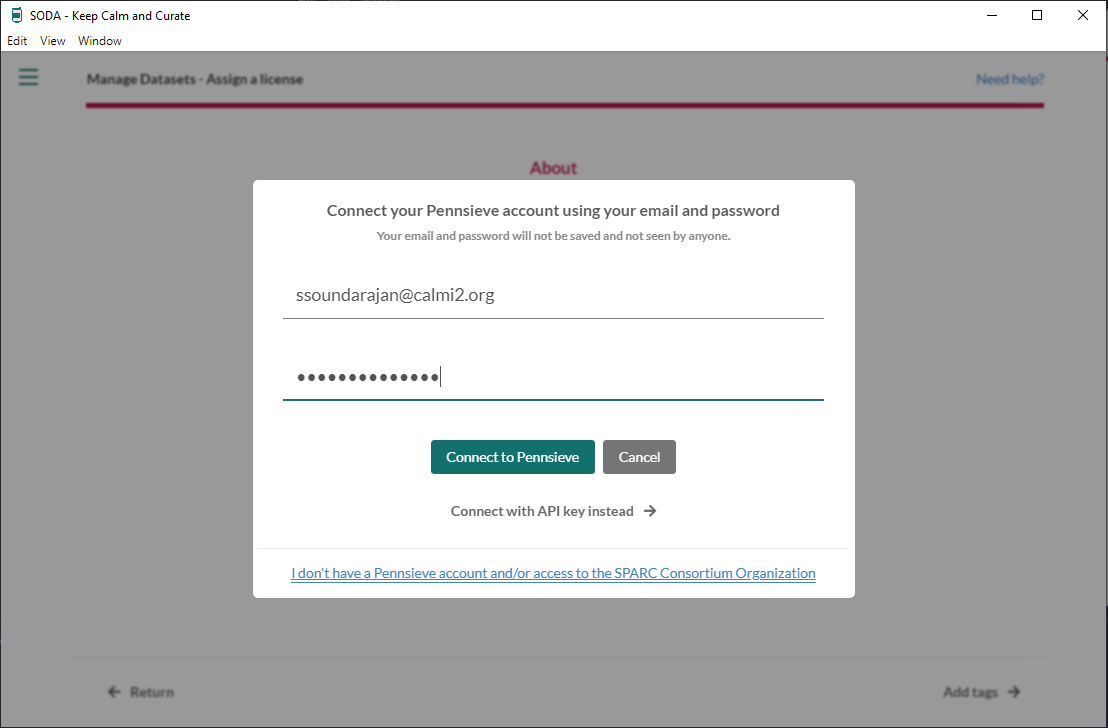 SODA - Keep Calm and Curate
Edit View Window
Manage Datasets - Assign a license
Need help?
About
Connect your Pennsieve account using your email and password
Your email and password will not be saved and not seen by anyone.
ssoundarajan@calmi2.org
••••••••••••••
Connect to Pennsieve
Cancel
Connect with API key instead
I don't have a Pennsieve account and/or access to the SPARC Consortium Organization
Return
Add tags